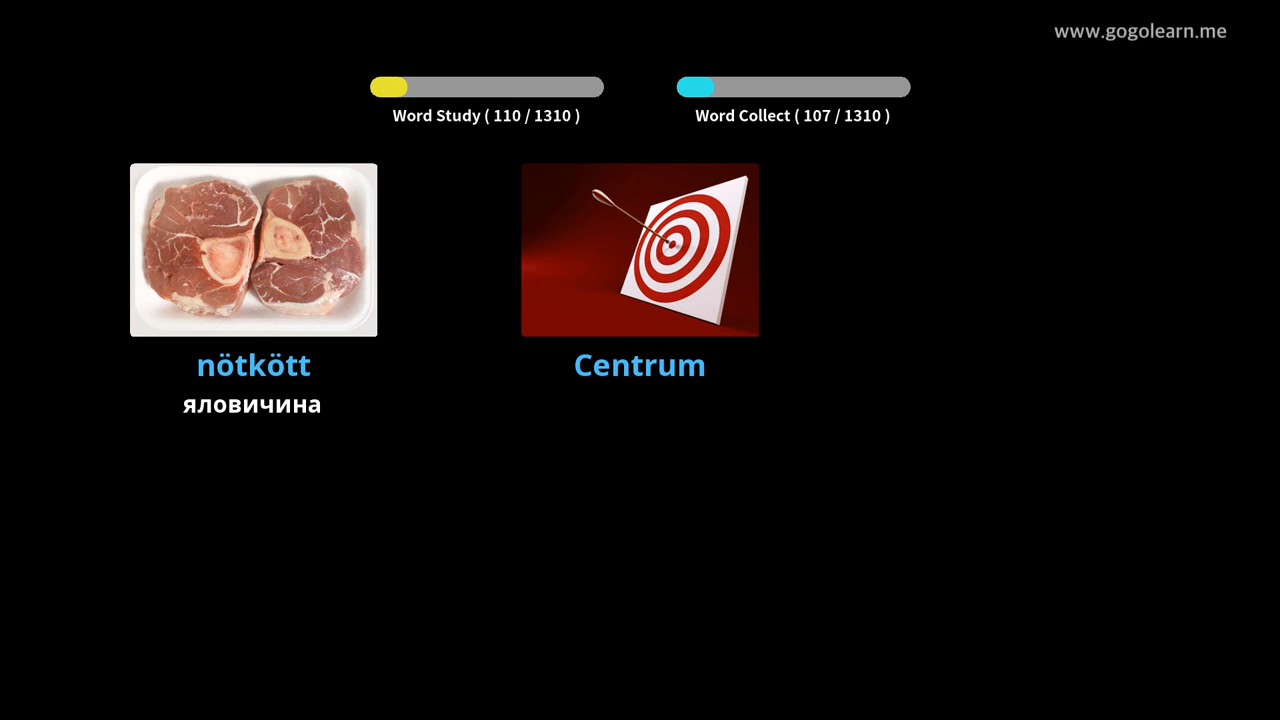 www.gogolearn.me
Word Study ( 110 / 1310 )
Word Collect ( 107 / 1310 )
nötkött
Centrum
яловичина